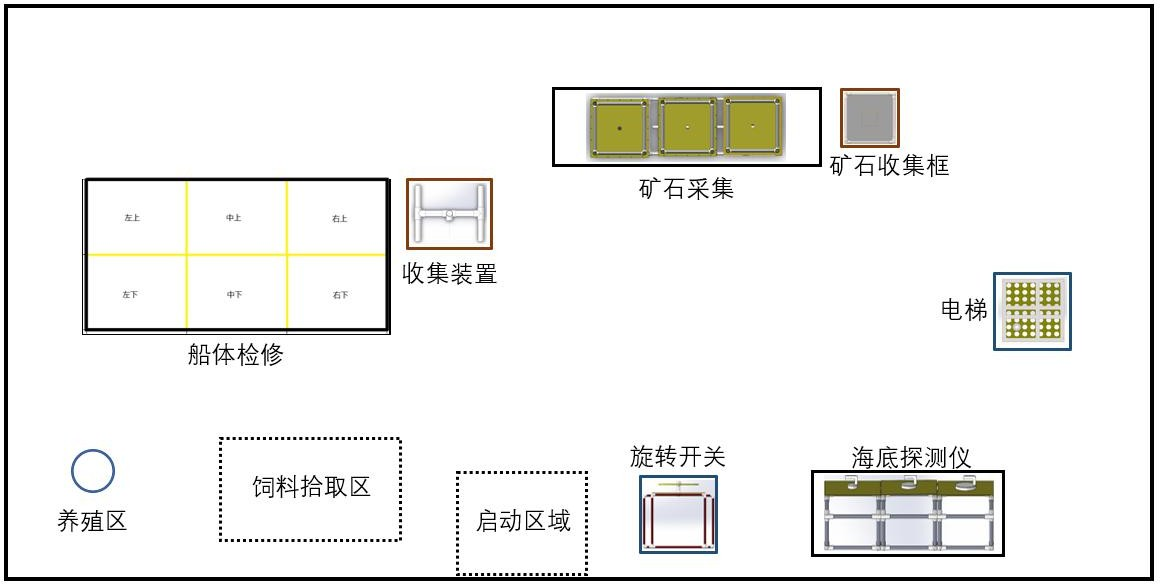 矿石采集
矿石收集框
左上
中上
右上
左下
中下
右下
收集装置
船体检修
电梯
养殖区
饲料拾取区
启动区域
旋转开关
海底探测仪